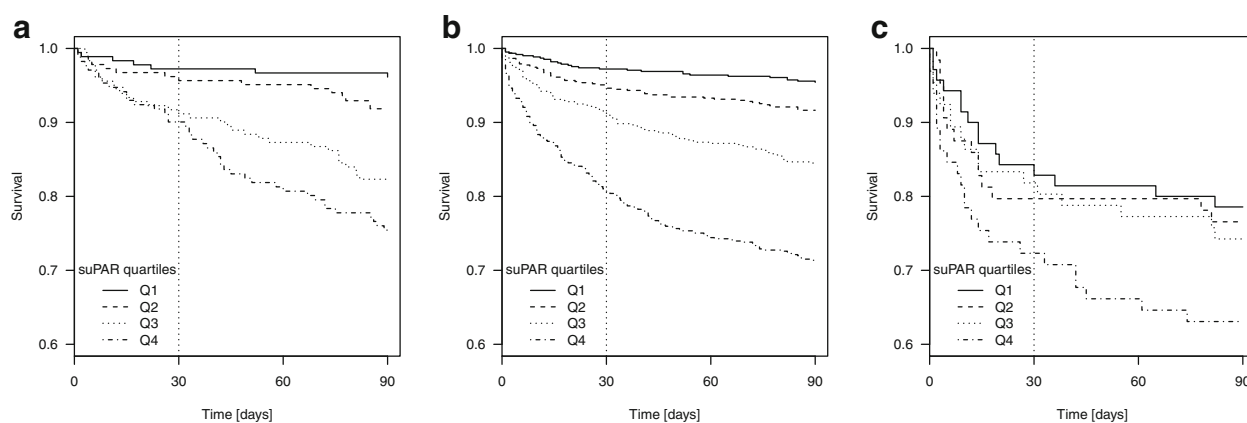 a
1.0
0.9
0.8
0.7
0.6
Survival
suPAR quartiles
Q1
Q2
Q3
Q4
0 30 60 90
Time [days]
b
1.0
0.9
0.8
0.7
0.6
Survival
suPAR quartiles
Q1
Q2
Q3
Q4
0 30 60 90
Time [days]
c
1.0
0.9
0.8
0.7
0.6
Survival
suPAR quartiles
Q1
Q2
Q3
Q4
0 30 60 90
Time [days]